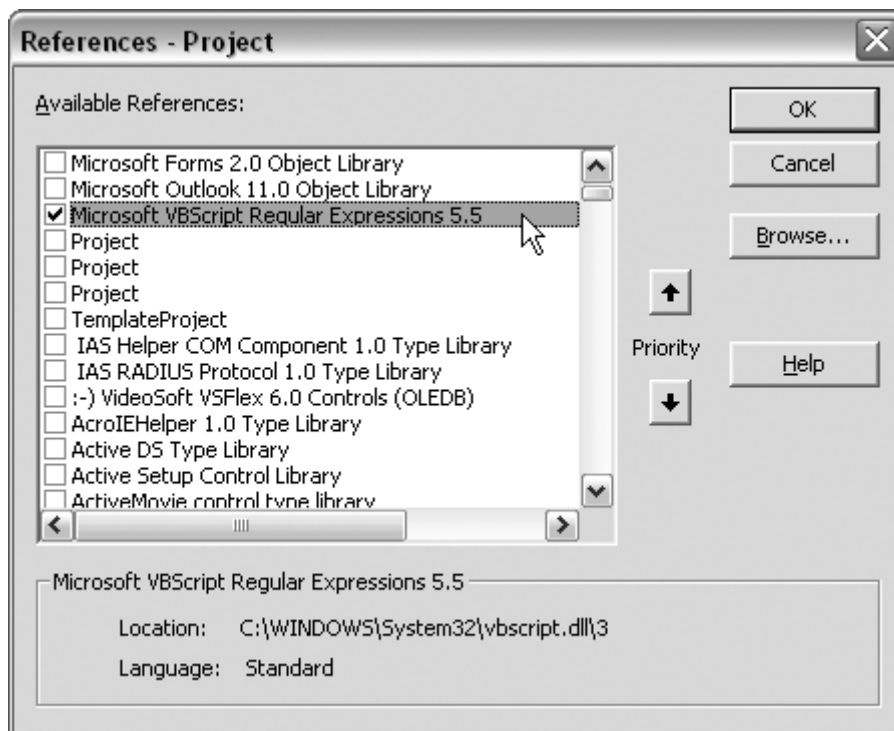 References - Project
Available References:
OK
Cancel
Browse...
Help
Microsoft Forms 2.0 Object Library
Microsoft Outlook 11.0 Object Library
Microsoft VBScript Regular Expressions 5.5
Project
Project
Project
TemplateProject
IAS Helper COM Component 1.0 Type Library
IAS RADIUS Protocol 1.0 Type Library
:-) VideoSoft VSFlex 6.0 Controls (OLEDB)
AcroIEHelper 1.0 Type Library
Active DS Type Library
Active Setup Control Library
ActiveMovie control type library
Priority
Microsoft VBScript Regular Expressions 5.5
Location: C:\WINDOWS\System32\vbscript.dll\3
Language: Standard